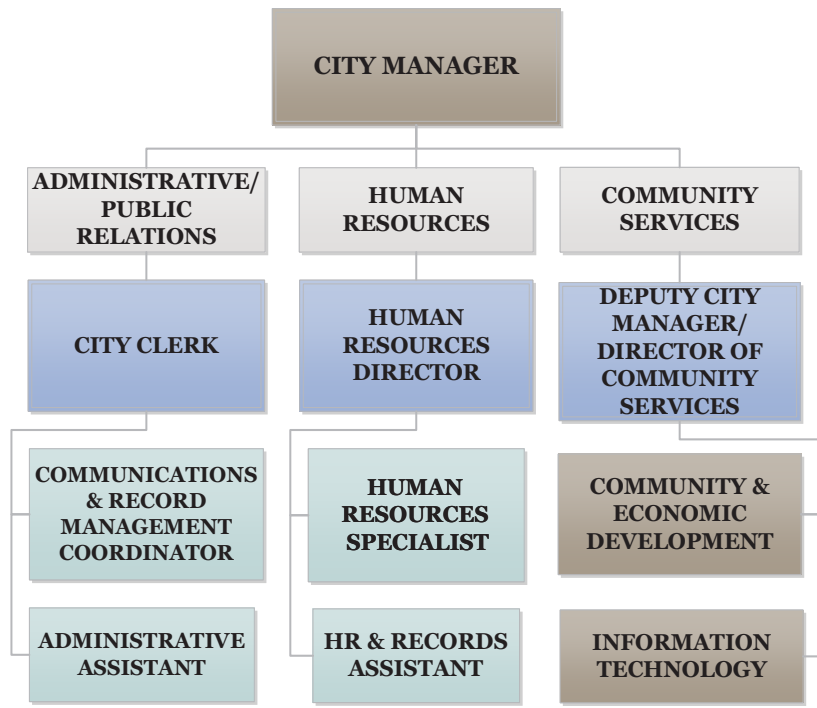 CITY MANAGER
ADMINISTRATIVE/
PUBLIC
RELATIONS
HUMAN
RESOURCES
COMMUNITY
SERVICES
CITY CLERK
HUMAN
RESOURCES
DIRECTOR
DEPUTY CITY
MANAGER/
DIRECTOR OF
COMMUNITY
SERVICES
COMMUNICATIONS
& RECORD
MANAGEMENT
COORDINATOR
HUMAN
RESOURCES
SPECIALIST
COMMUNITY &
ECONOMIC
DEVELOPMENT
ADMINISTRATIVE
ASSISTANT
HR & RECORDS
ASSISTANT
INFORMATION
TECHNOLOGY